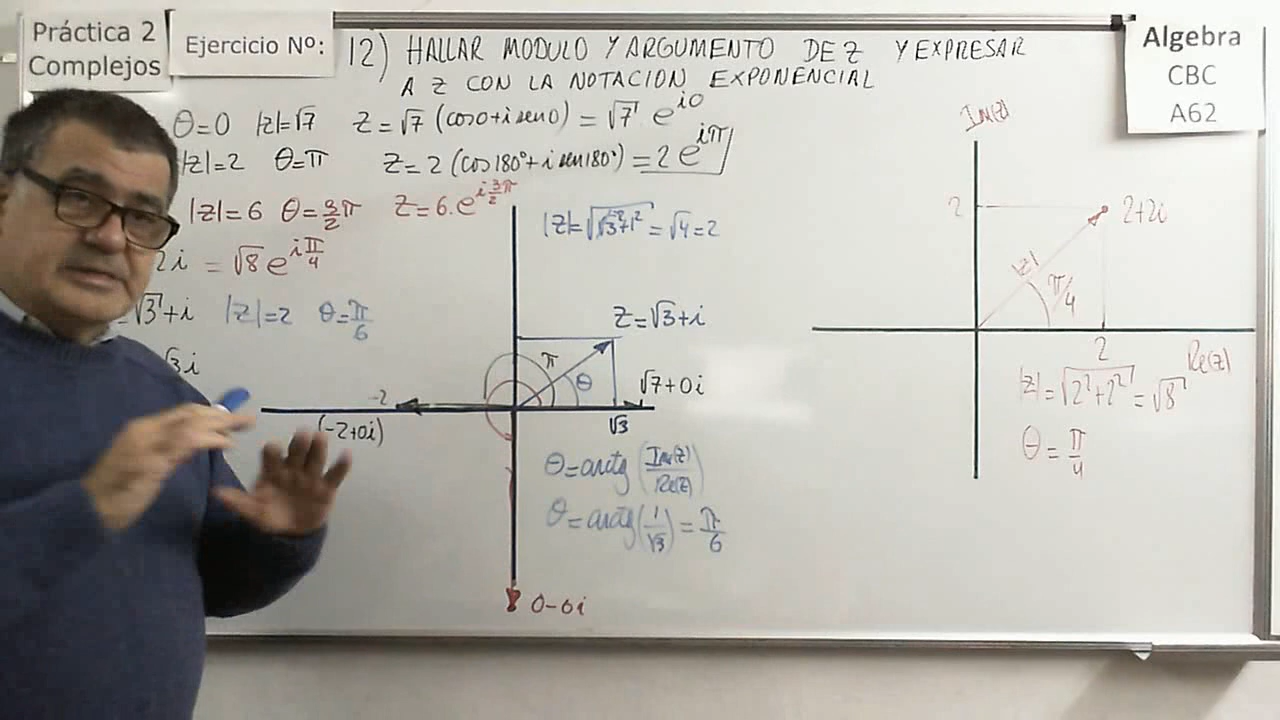 Práctica 2
Complejos
Ejercicio Nº:
12) HALLAR MODULO Y ARGUMENTO DE Z Y EXPRESAR
A Z CON LA NOTACION EXPONENCIAL
Algebra
CBC
A62
θ=0 |z|=√7 z=√7 (cos0+i sen0) = √7 e^{i0}
|z|=2 θ=π z=2 (cos180°+i sen180°) = 2 e^{iπ}
|z|=6 θ=3/2π z=6.e^{i3/2π}
2i = √8 e^{iπ/4}
√3+i |z|=2 θ=π/6
√3i
=√4=2
z=√3+i
π
θ
√7+0i
-2
(-2+0i)
√3
θ=arctg(Im(z)/Re(z))
θ=arctg(1/√3)=π/6
0-6i
Im(z)
2
2+2i
|z|
π/4
2
Re(z)
|z|=√2²+2²=√8
θ=π/4